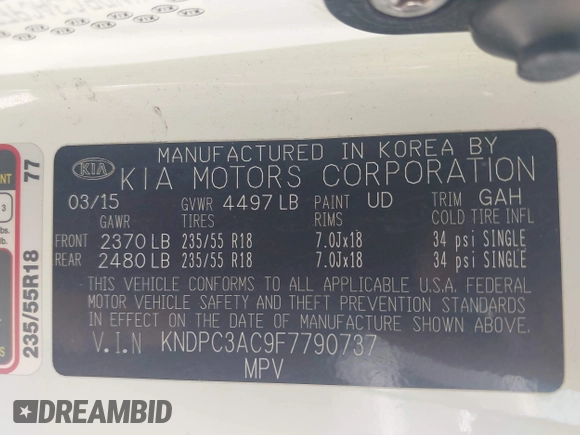 MANUFACTURED IN KOREA BY
KIA KIA MOTORS CORPORATION
03/15 GVWR 4497 LB PAINT UD TRIM GAH
GAWR TIRES RIMS COLD TIRE INFL
FRONT 2370 LB 235/55 R18 7.0Jx18 34 psi SINGLE
REAR 2480 LB 235/55 R18 7.0Jx18 34 psi SINGLE
THIS VEHICLE CONFORMS TO ALL APPLICABLE U.S.A. FEDERAL
MOTOR VEHICLE SAFETY AND THEFT PREVENTION STANDARDS
IN EFFECT ON THE DATE OF MANUFACTURE SHOWN ABOVE.
V.I.N KNDPC3AC9F7790737
MPV
77
3
235/55R18
DREAMBID